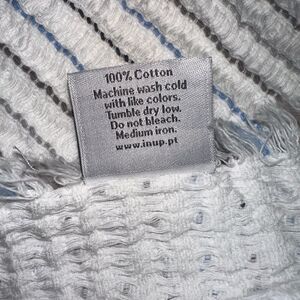 100% Cotton
Machine wash cold
with like colors.
Tumble dry low.
Do not bleach.
Medium iron.
www.inup.pt